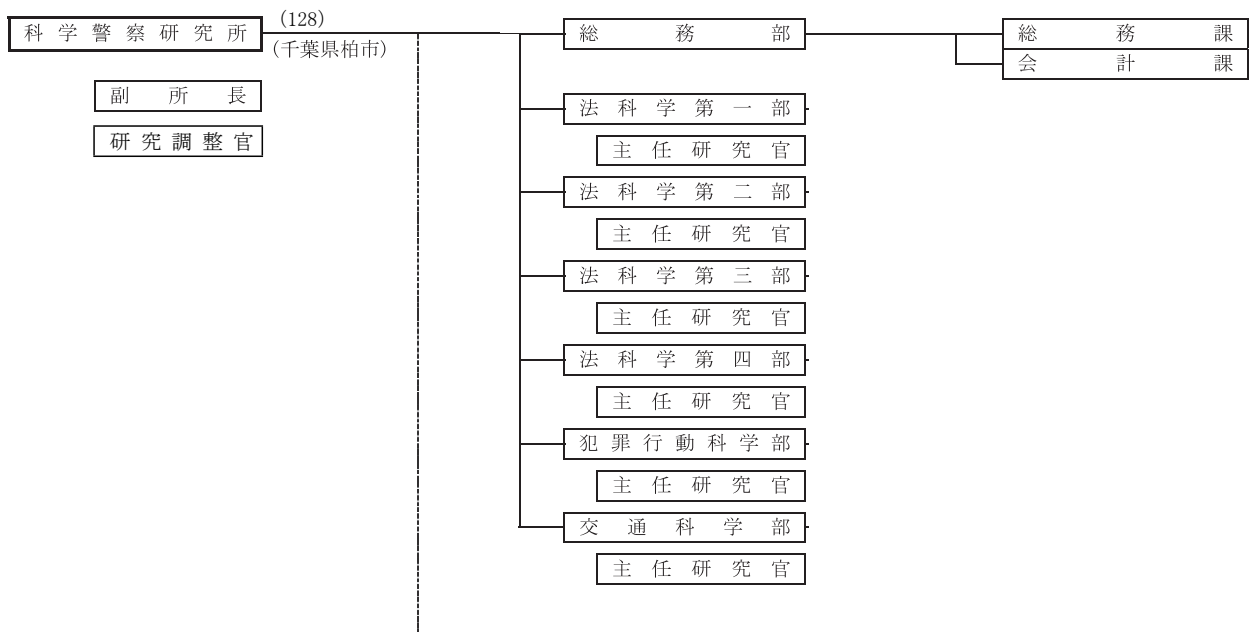 科学警察研究所
(128)
(千葉県柏市)
副所長
研究調整官
総務部
総務課
会計課
法科学第一部
主任研究官
法科学第二部
主任研究官
法科学第三部
主任研究官
法科学第四部
主任研究官
犯罪行動科学部
主任研究官
交通科学部
主任研究官